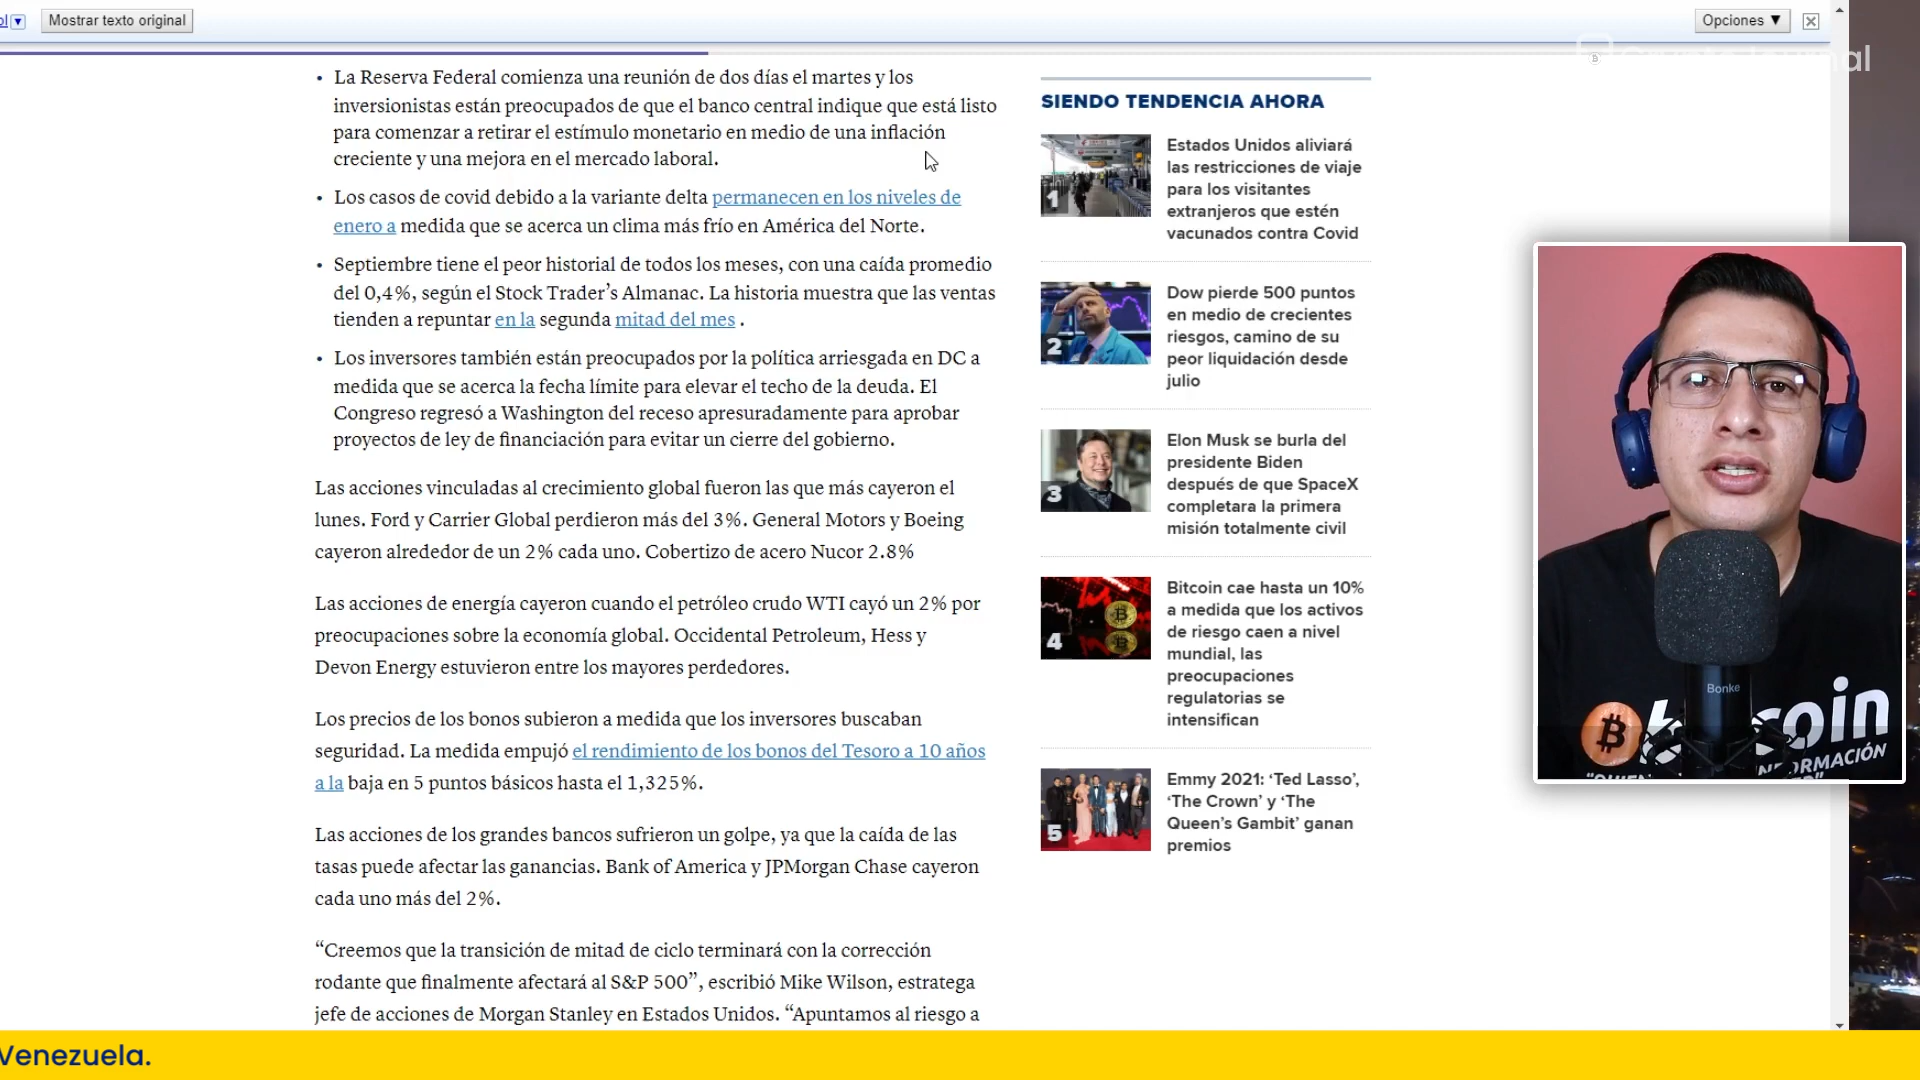 ol
Mostrar texto original
Opciones ▼
• La Reserva Federal comienza una reunión de dos días el martes y los
inversionistas están preocupados de que el banco central indique que está listo
para comenzar a retirar el estímulo monetario en medio de una inflación
creciente y una mejora en el mercado laboral.
• Los casos de covid debido a la variante delta permanecen en los niveles de
enero a medida que se acerca un clima más frío en América del Norte.
• Septiembre tiene el peor historial de todos los meses, con una caída promedio
del 0,4%, según el Stock Trader’s Almanac. La historia muestra que las ventas
tienden a repuntar en la segunda mitad del mes .
• Los inversores también están preocupados por la política arriesgada en DC a
medida que se acerca la fecha límite para elevar el techo de la deuda. El
Congreso regresó a Washington del receso apresuradamente para aprobar
proyectos de ley de financiación para evitar un cierre del gobierno.
Las acciones vinculadas al crecimiento global fueron las que más cayeron el
lunes. Ford y Carrier Global perdieron más del 3%. General Motors y Boeing
cayeron alrededor de un 2% cada uno. Cobertizo de acero Nucor 2.8%
Las acciones de energía cayeron cuando el petróleo crudo WTI cayó un 2% por
preocupaciones sobre la economía global. Occidental Petroleum, Hess y
Devon Energy estuvieron entre los mayores perdedores.
Los precios de los bonos subieron a medida que los inversores buscaban
seguridad. La medida empujó el rendimiento de los bonos del Tesoro a 10 años
a la baja en 5 puntos básicos hasta el 1,325%.
Las acciones de los grandes bancos sufrieron un golpe, ya que la caída de las
tasas puede afectar las ganancias. Bank of America y JPMorgan Chase cayeron
cada uno más del 2%.
“Creemos que la transición de mitad de ciclo terminará con la corrección
rodante que finalmente afectará al S&P 500”, escribió Mike Wilson, estratega
jefe de acciones de Morgan Stanley en Estados Unidos. “Apuntamos al riesgo a
SIENDO TENDENCIA AHORA
1
Estados Unidos aliviará
las restricciones de viaje
para los visitantes
extranjeros que estén
vacunados contra Covid
2
Dow pierde 500 puntos
en medio de crecientes
riesgos, camino de su
peor liquidación desde
julio
3
Elon Musk se burla del
presidente Biden
después de que SpaceX
completara la primera
misión totalmente civil
4
Bitcoin cae hasta un 10%
a medida que los activos
de riesgo caen a nivel
mundial, las
preocupaciones
regulatorias se
intensifican
5
Emmy 2021: ‘Ted Lasso’,
‘The Crown’ y ‘The
Queen’s Gambit’ ganan
premios
Bonke
Venezuela.